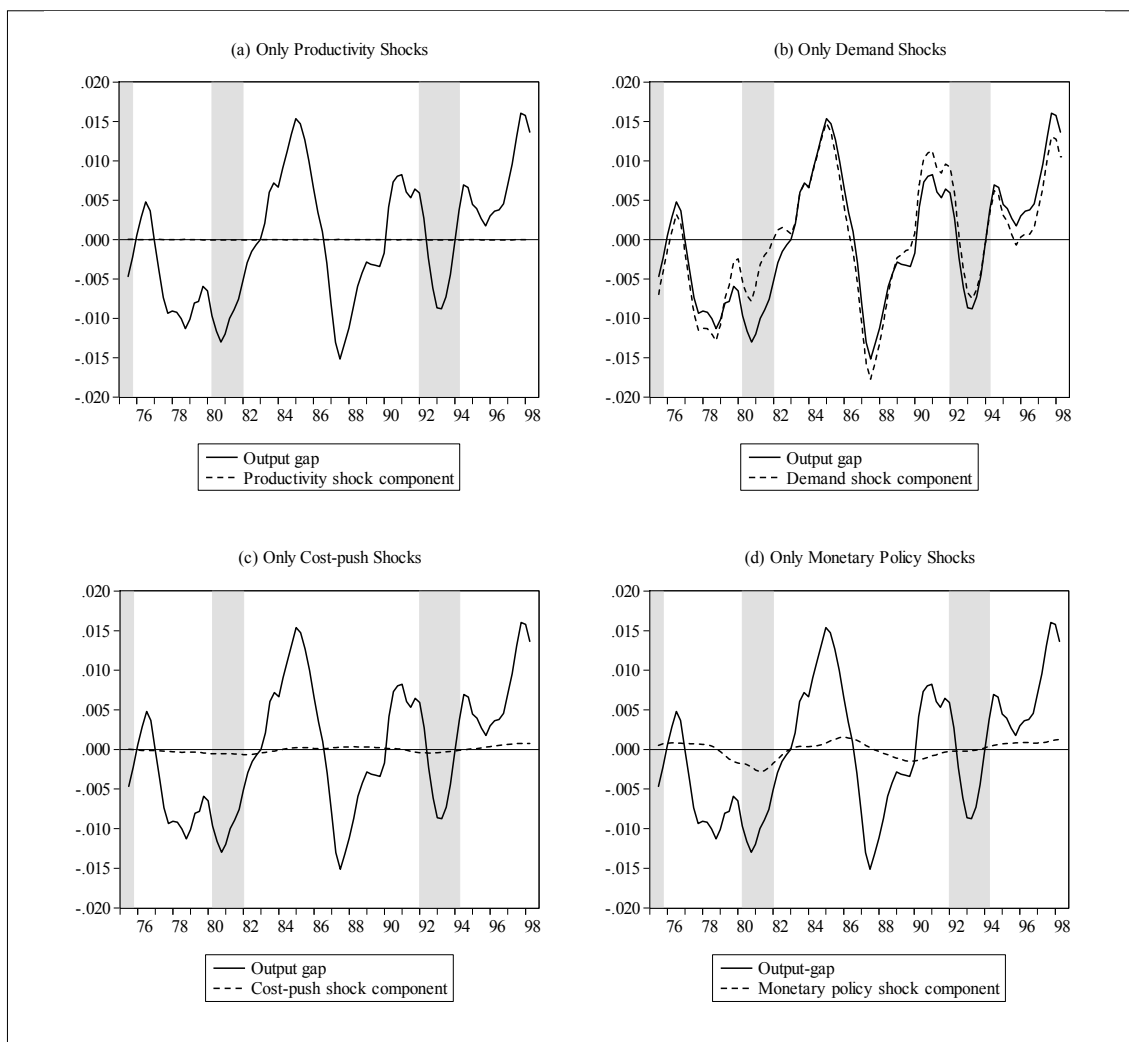 (a) Only Productivity Shocks
.020
.015
.010
.005
.000
-.005
-.010
-.015
-.020
76 78 80 82 84 86 88 90 92 94 96 98
Output gap
Productivity shock component
(b) Only Demand Shocks
.020
.015
.010
.005
.000
-.005
-.010
-.015
-.020
76 78 80 82 84 86 88 90 92 94 96 98
Output gap
Demand shock component
(c) Only Cost-push Shocks
.020
.015
.010
.005
.000
-.005
-.010
-.015
-.020
76 78 80 82 84 86 88 90 92 94 96 98
Output gap
Cost-push shock component
(d) Only Monetary Policy Shocks
.020
.015
.010
.005
.000
-.005
-.010
-.015
-.020
76 78 80 82 84 86 88 90 92 94 96 98
Output-gap
Monetary policy shock component